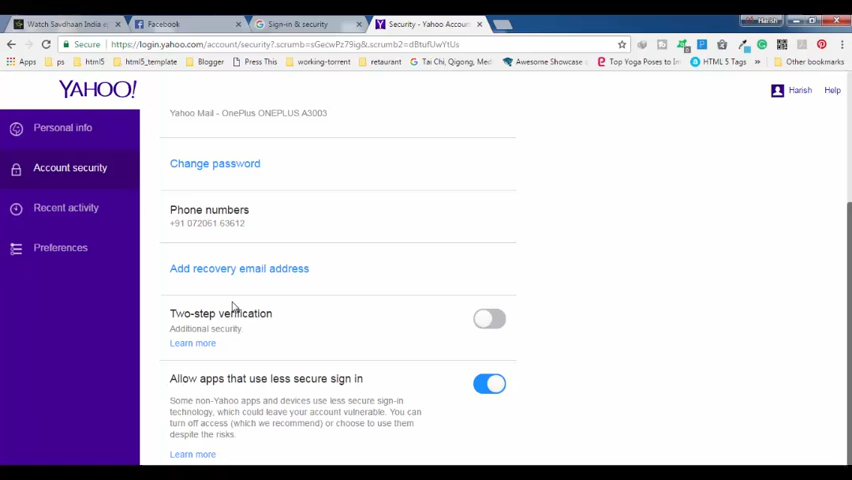 Watch Savdhaan India ep
Facebook
Sign-in & security
Security - Yahoo Accoun
Harish
Secure
https://login.yahoo.com/account/security?.scrumb=sGecwPz79ig&.scrumb2=dBtufUwYtUs
Apps
ps
html5
html5_template
Blogger
Press This
working-torrent
retaurant
Tai Chi, Qigong, Med
Awesome Showcase
Top Yoga Poses to Im
HTML 5 Tags
»
Other bookmarks
YAHOO!
Harish
Help
Personal info
Account security
Recent activity
Preferences
Yahoo Mail - OnePlus ONEPLUS A3003
Change password
Phone numbers
+91 072061 63612
Add recovery email address
Two-step verification
Additional security.
Learn more
Allow apps that use less secure sign in
Some non-Yahoo apps and devices use less secure sign-in
technology, which could leave your account vulnerable. You can
turn off access (which we recommend) or choose to use them
despite the risks.
Learn more